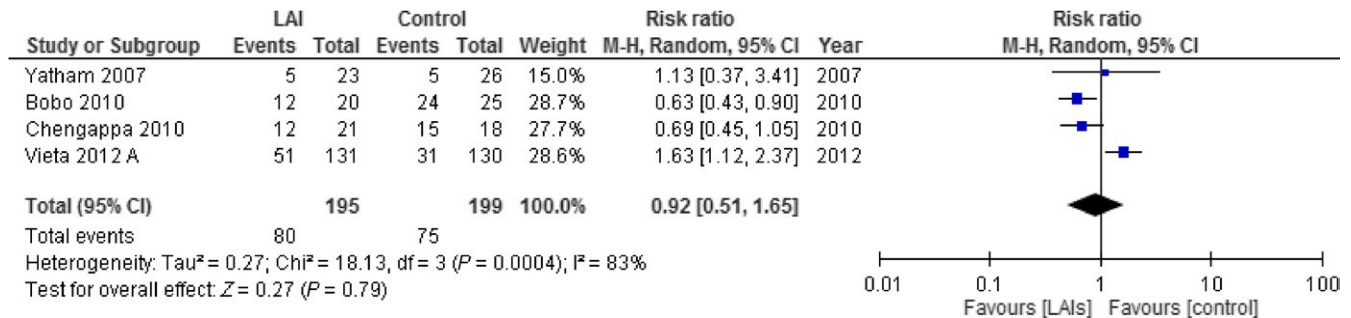 LAI Control Risk ratio Risk ratio
Study or Subgroup Events Total Events Total Weight M-H, Random, 95% CI Year M-H, Random, 95% CI
Yatham 2007 5 23 5 26 15.0% 1.13 [0.37, 3.41] 2007
Bobo 2010 12 20 24 25 28.7% 0.63 [0.43, 0.90] 2010
Chengappa 2010 12 21 15 18 27.7% 0.69 [0.45, 1.05] 2010
Vieta 2012 A 51 131 31 130 28.6% 1.63 [1.12, 2.37] 2012
Total (95% CI) 195 199 100.0% 0.92 [0.51, 1.65]
Total events 80 75
Heterogeneity: Tau² = 0.27; Chi² = 18.13, df = 3 (P = 0.0004); I² = 83%
Test for overall effect: Z = 0.27 (P = 0.79)
0.01 0.1 1 10 100
Favours [LAIs] Favours [control]